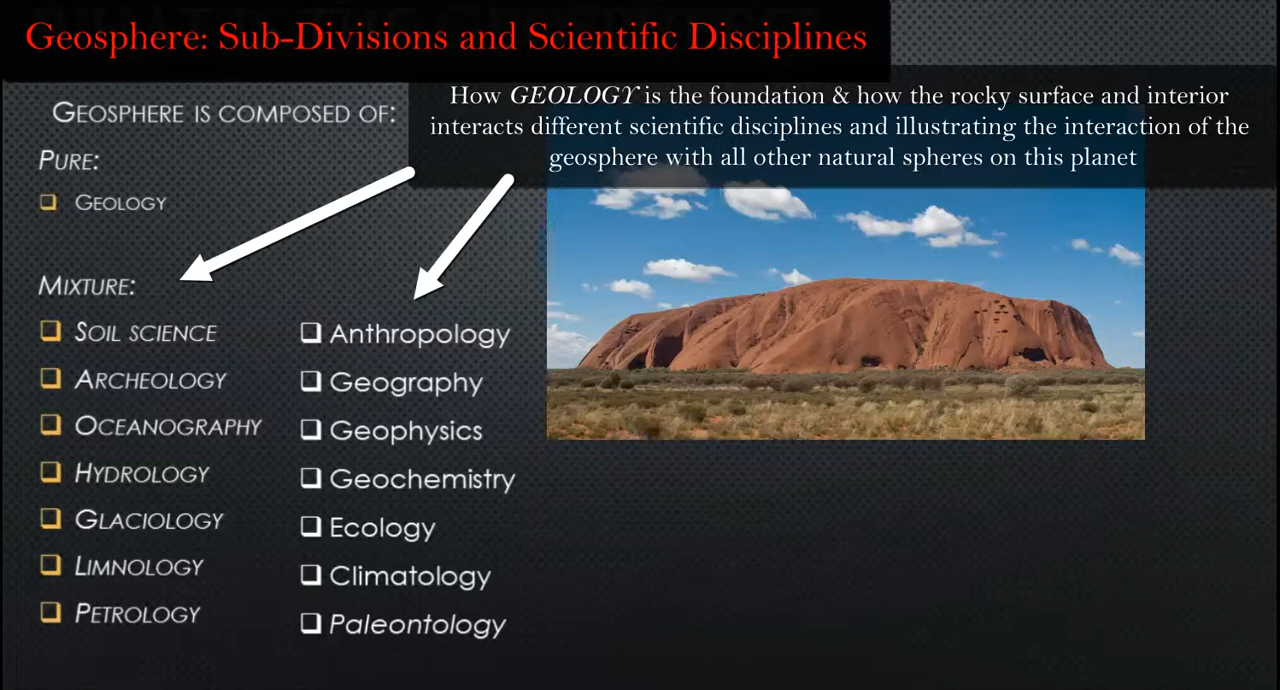 Geosphere: Sub-Divisions and Scientific Disciplines
How GEOLOGY is the foundation & how the rocky surface and interior
interacts different scientific disciplines and illustrating the interaction of the
geosphere with all other natural spheres on this planet
GEOSPHERE IS COMPOSED OF:
PURE:
GEOLOGY
MIXTURE:
SOIL SCIENCE
ARCHEOLOGY
OCEANOGRAPHY
HYDROLOGY
GLACIOLOGY
LIMNOLOGY
PETROLOGY
Anthropology
Geography
Geophysics
Geochemistry
Ecology
Climatology
Paleontology